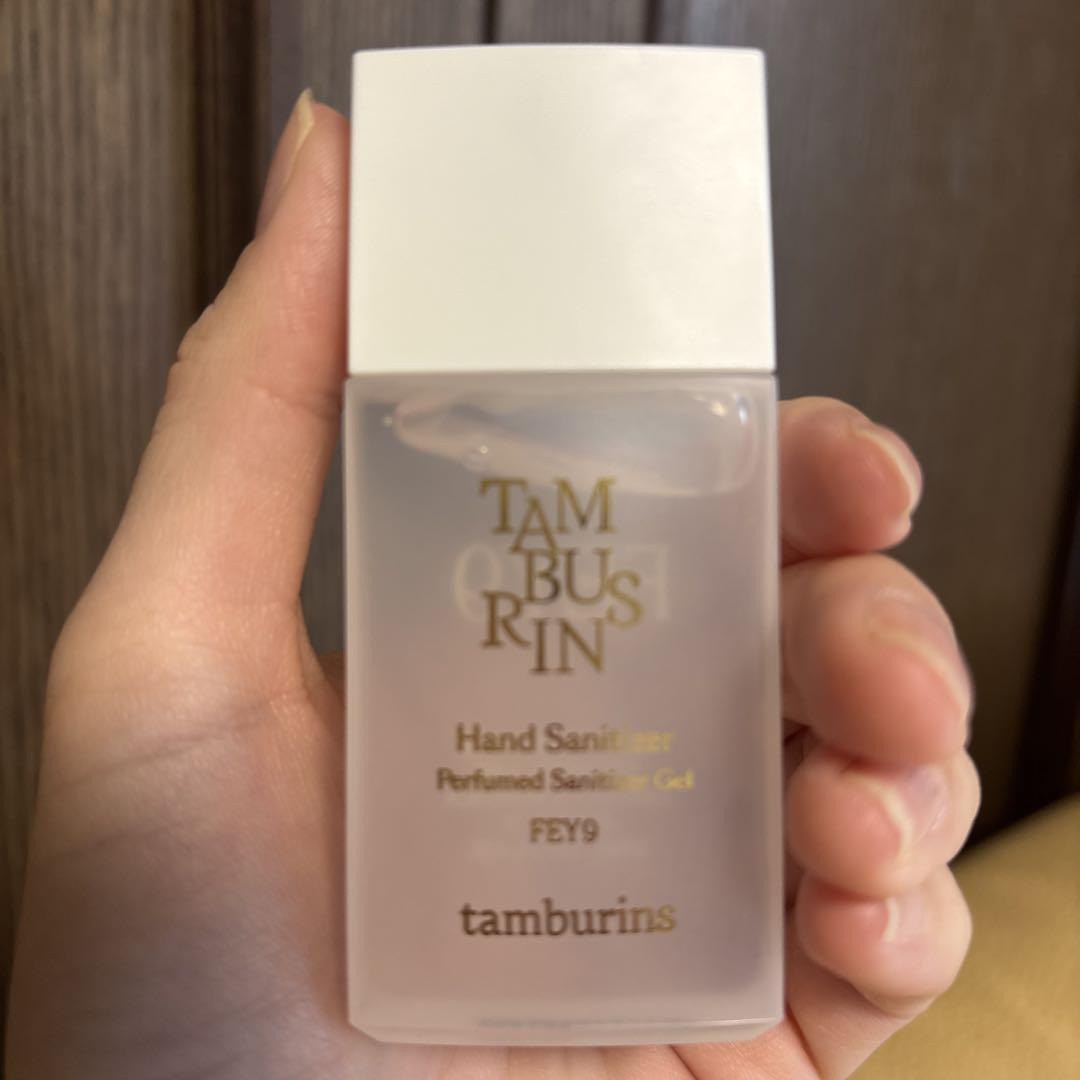 TAM
BUS
RIN
Hand Sanitizer
Perfumed Sanitizer Gel
FEY9
tamburins